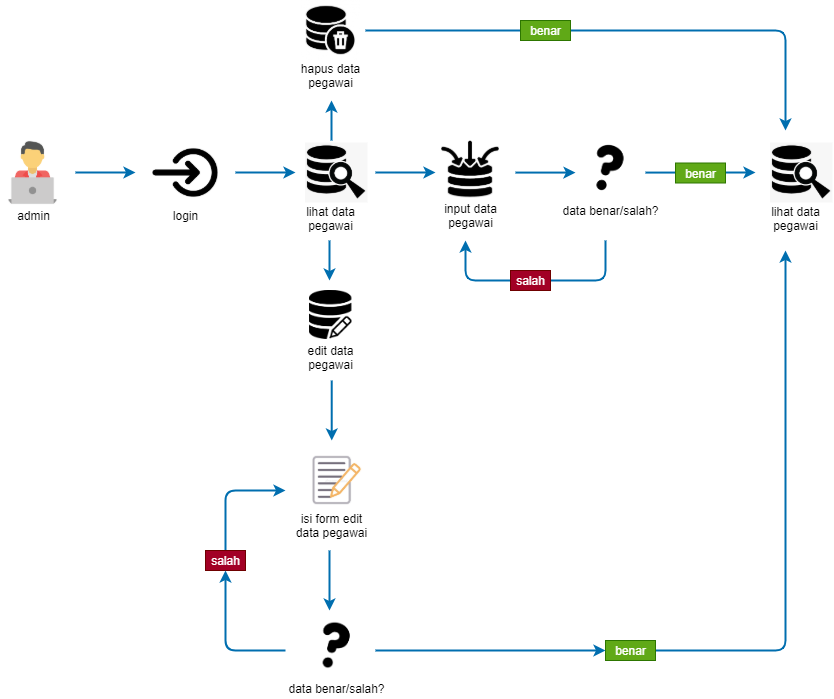 benar
hapus data
pegawai
admin
login
lihat data
pegawai
input data
pegawai
data benar/salah?
benar
lihat data
pegawai
salah
edit data
pegawai
isi form edit
data pegawai
salah
benar
data benar/salah?